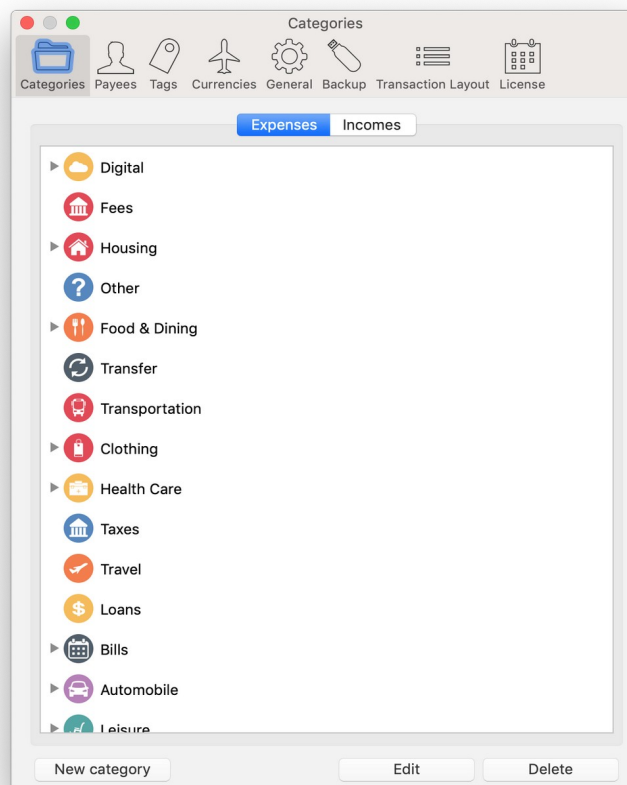 Categories
Categories Payees Tags Currencies General Backup Transaction Layout License
Expenses Incomes
Digital
Fees
Housing
? Other
Food & Dining
Transfer
Transportation
Clothing
Health Care
Taxes
Travel
$ Loans
Bills
Automobile
Leisure
New category Edit Delete